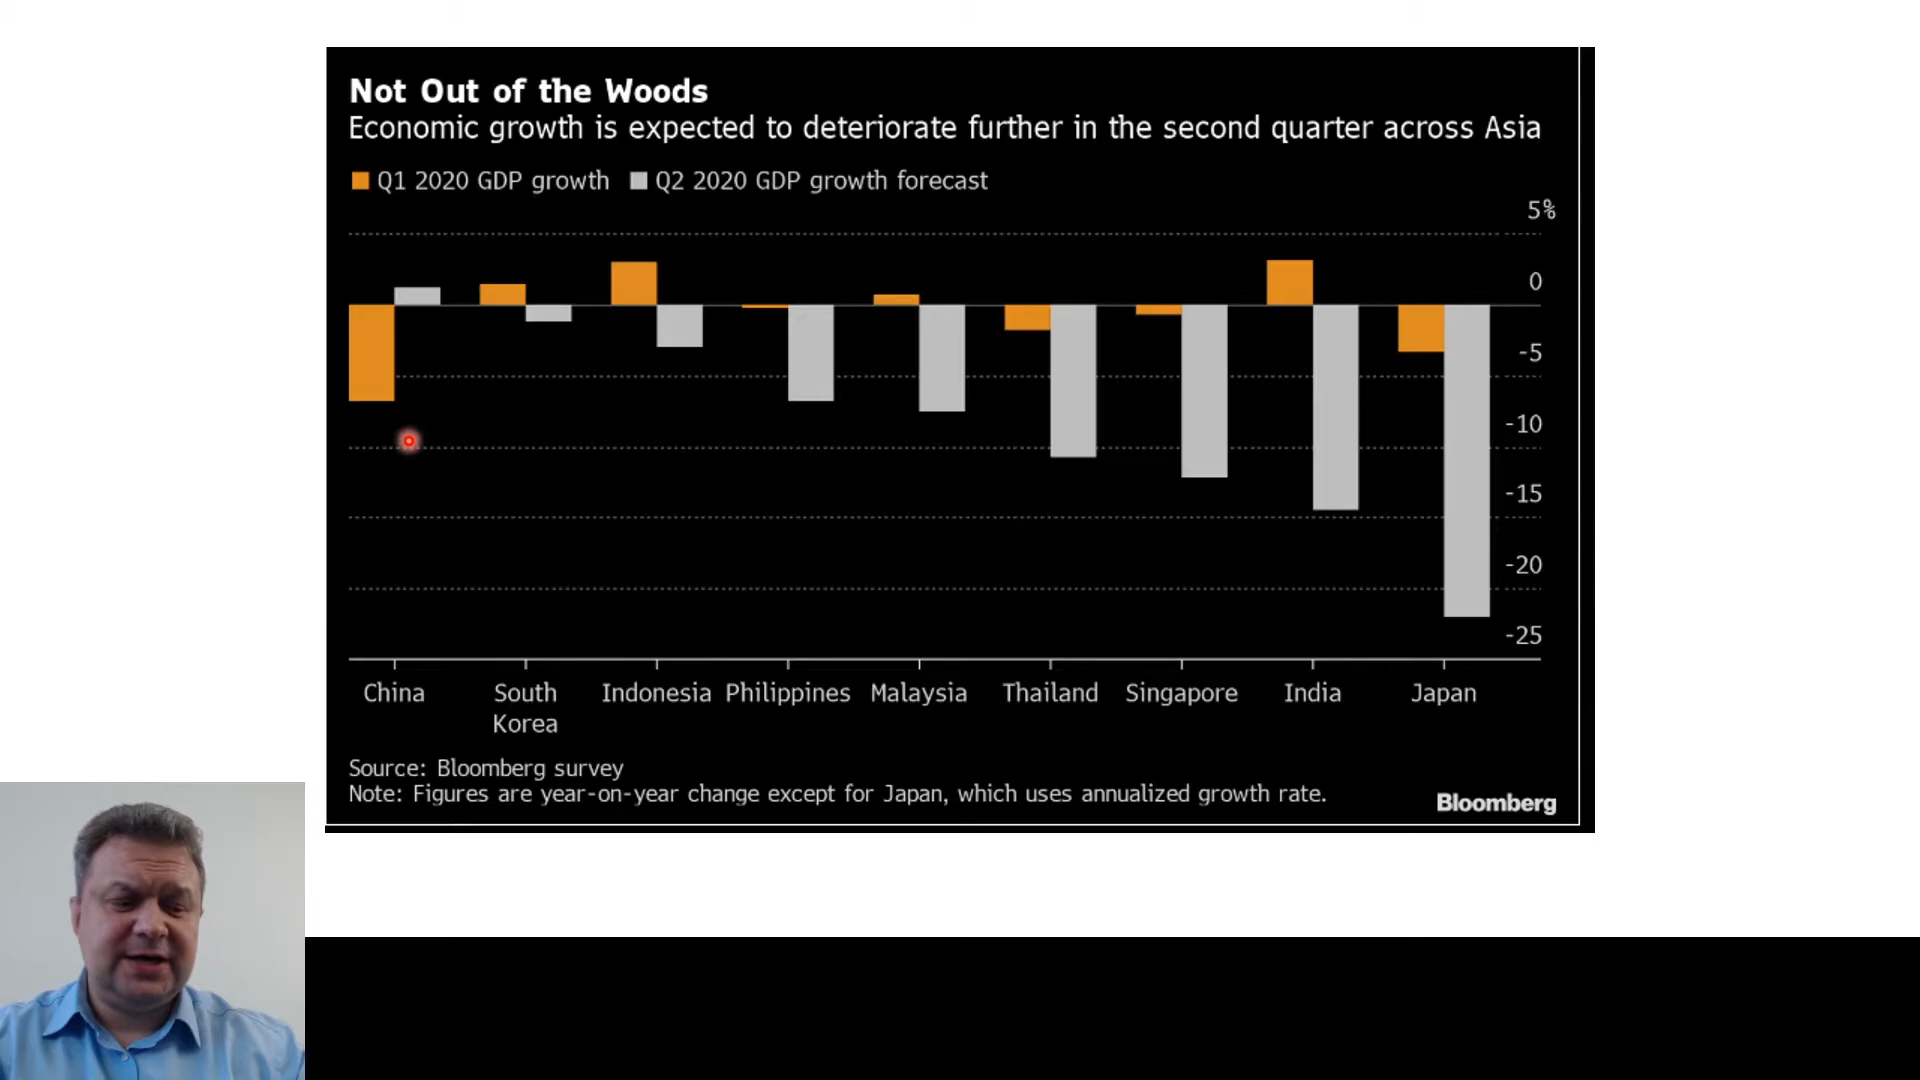 Not Out of the Woods
Economic growth is expected to deteriorate further in the second quarter across Asia
Q1 2020 GDP growth Q2 2020 GDP growth forecast
5%
0
-5
-10
-15
-20
-25
China South Korea Indonesia Philippines Malaysia Thailand Singapore India Japan
Source: Bloomberg survey
Note: Figures are year-on-year change except for Japan, which uses annualized growth rate.
Bloomberg